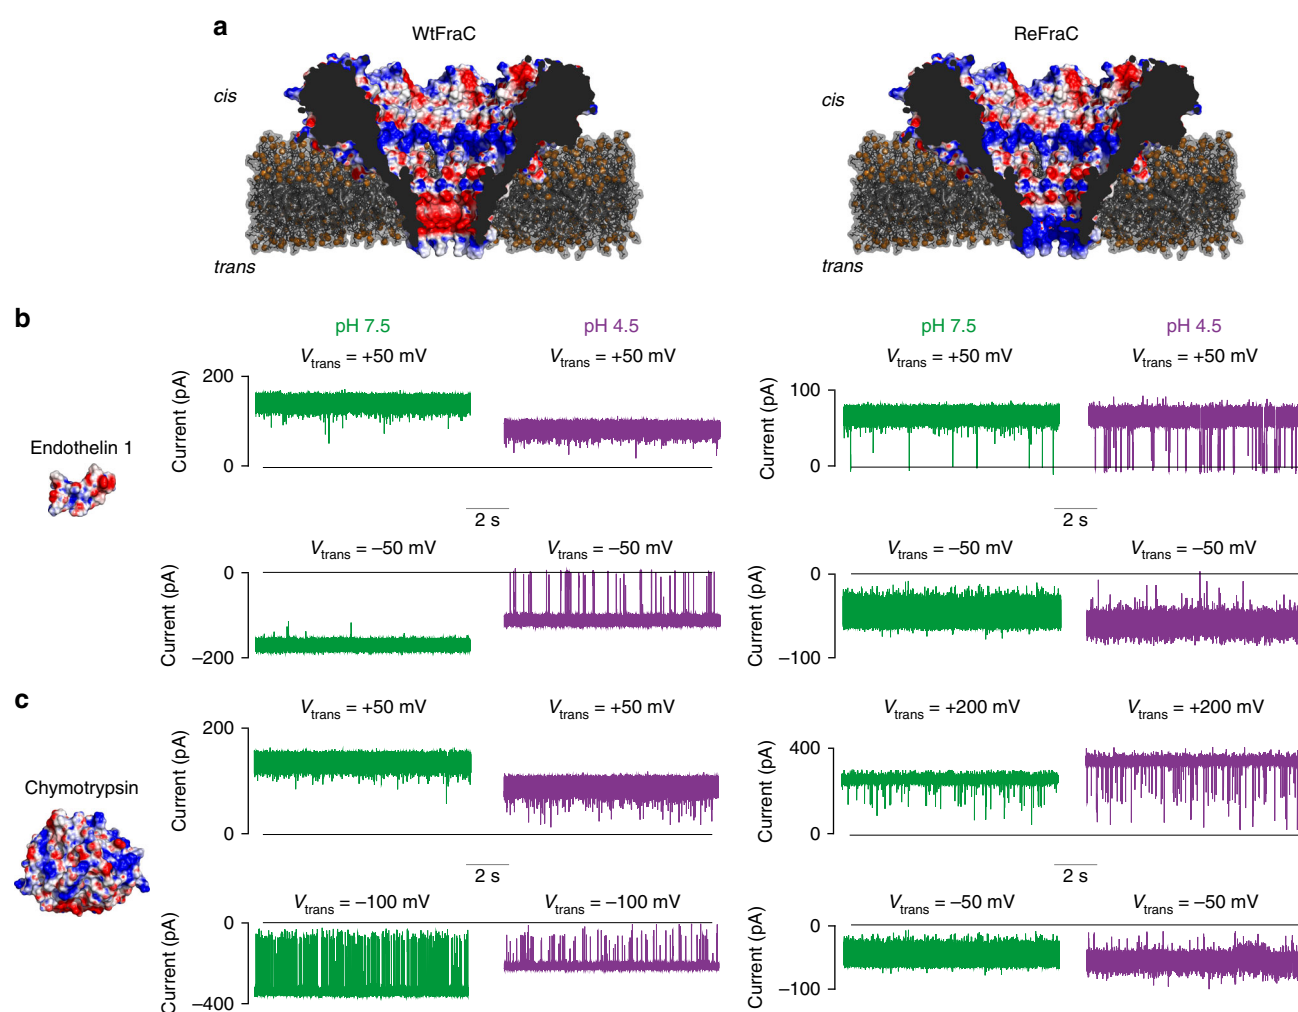 a
WtFraC
ReFraC
cis
cis
trans
trans
b
pH 7.5
pH 4.5
pH 7.5
pH 4.5
Vtrans = +50 mV
Vtrans = +50 mV
Vtrans = +50 mV
Vtrans = +50 mV
Endothelin 1
Current (pA)
200
0
Current (pA)
100
0
2 s
2 s
Vtrans = –50 mV
Vtrans = –50 mV
Vtrans = –50 mV
Vtrans = –50 mV
Current (pA)
0
–200
Current (pA)
0
–100
c
Vtrans = +50 mV
Vtrans = +50 mV
Vtrans = +200 mV
Vtrans = +200 mV
Chymotrypsin
Current (pA)
200
0
Current (pA)
400
0
2 s
2 s
Vtrans = –100 mV
Vtrans = –100 mV
Vtrans = –50 mV
Vtrans = –50 mV
Current (pA)
0
–400
Current (pA)
0
–100